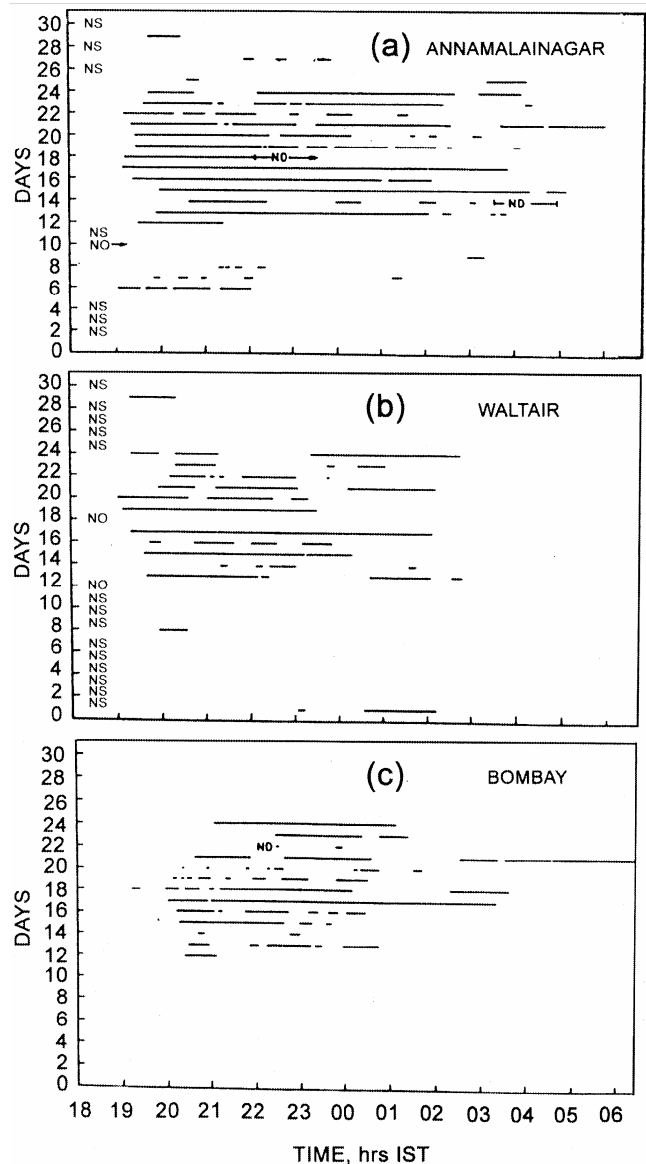 30 NS
(a) ANNAMALAINAGAR
28 NS
26 NS
24
22
20
18 NO
16
14 ND
12
NS
10 NO
8
6
4 NS
NS
2 NS
0
DAYS
30 NS
(b) WALTAIR
28 NS
NS
26 NS
NS
24
22
20
18 NO
16
14
12 NO
NS
10 NS
NS
8
NS
6 NS
NS
4 NS
NS
2 NS
NS
0
DAYS
30
(c) BOMBAY
28
26
24
22 ND
20
18
16
14
12
10
8
6
4
2
0
DAYS
18 19 20 21 22 23 00 01 02 03 04 05 06
TIME, hrs IST